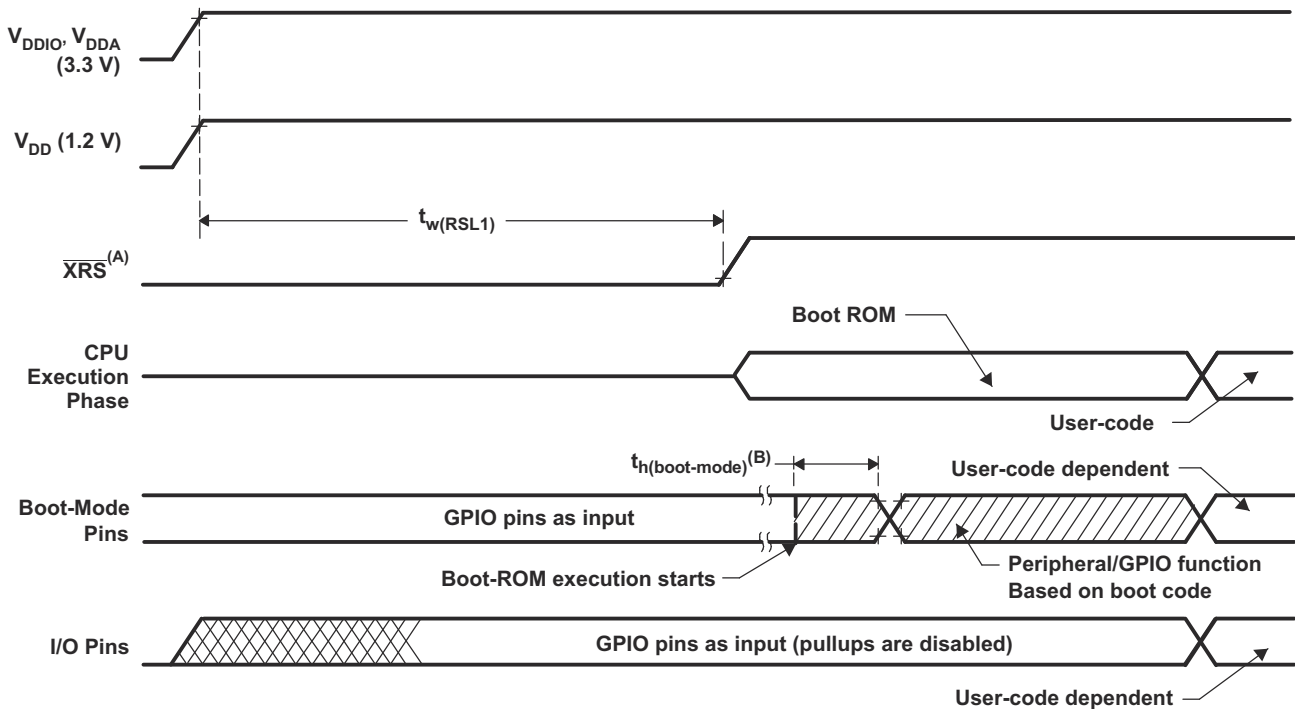 VDDIO, VDDA
(3.3 V)
VDD (1.2 V)
tw(RSL1)
XRS(A)
Boot ROM
CPU
Execution
Phase
User-code
th(boot-mode)(B)
User-code dependent
Boot-Mode
Pins
GPIO pins as input
Boot-ROM execution starts
Peripheral/GPIO function
Based on boot code
I/O Pins
GPIO pins as input (pullups are disabled)
User-code dependent